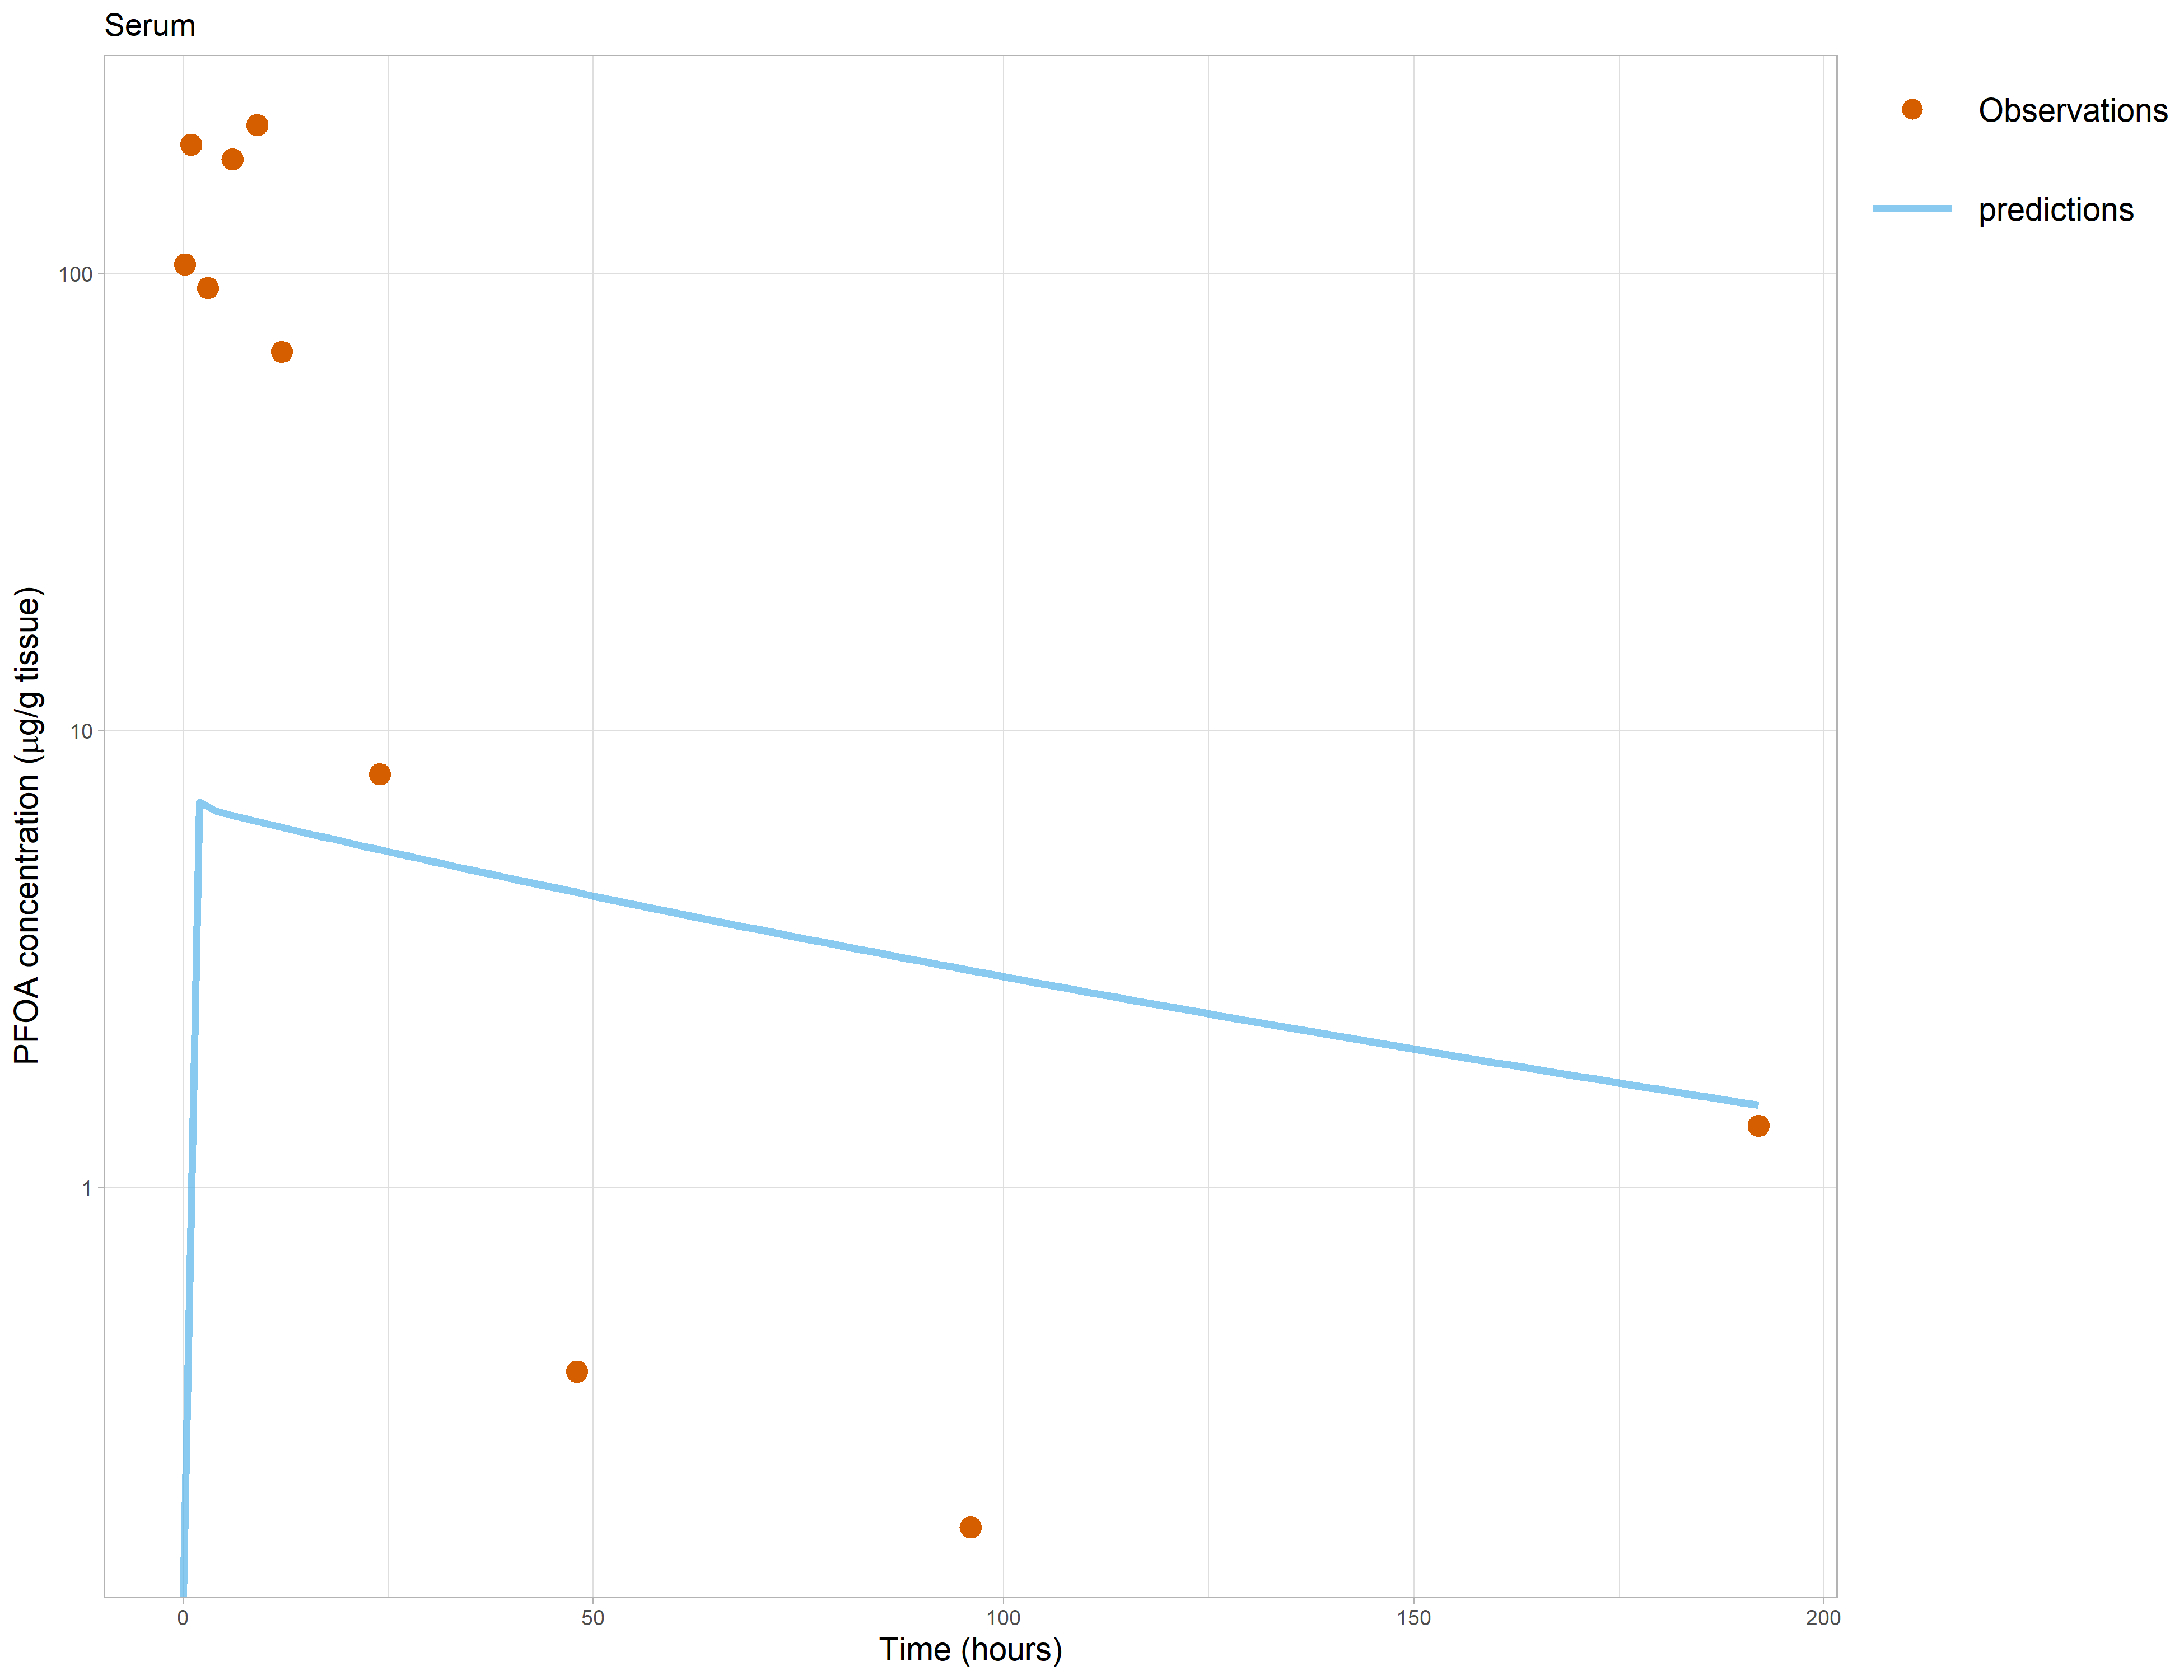 Serum
Observations
predictions
PFOA concentration (μg/g tissue)
100
10
1
0
50
100
150
200
Time (hours)